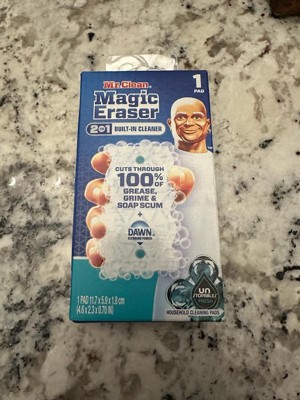 Mr. Clean
Magic
Eraser
1
PAD
2 in 1 BUILT-IN CLEANER
CUTS THROUGH
100% OF
GREASE,
GRIME &
SOAP SCUM
+
DAWN
UNSTOPABLES
FRESH
1 PAD 11.7 x 5.9 x 1.8 cm
(4.6 x 2.3 x 0.70 IN)
HOUSEHOLD CLEANING PADS